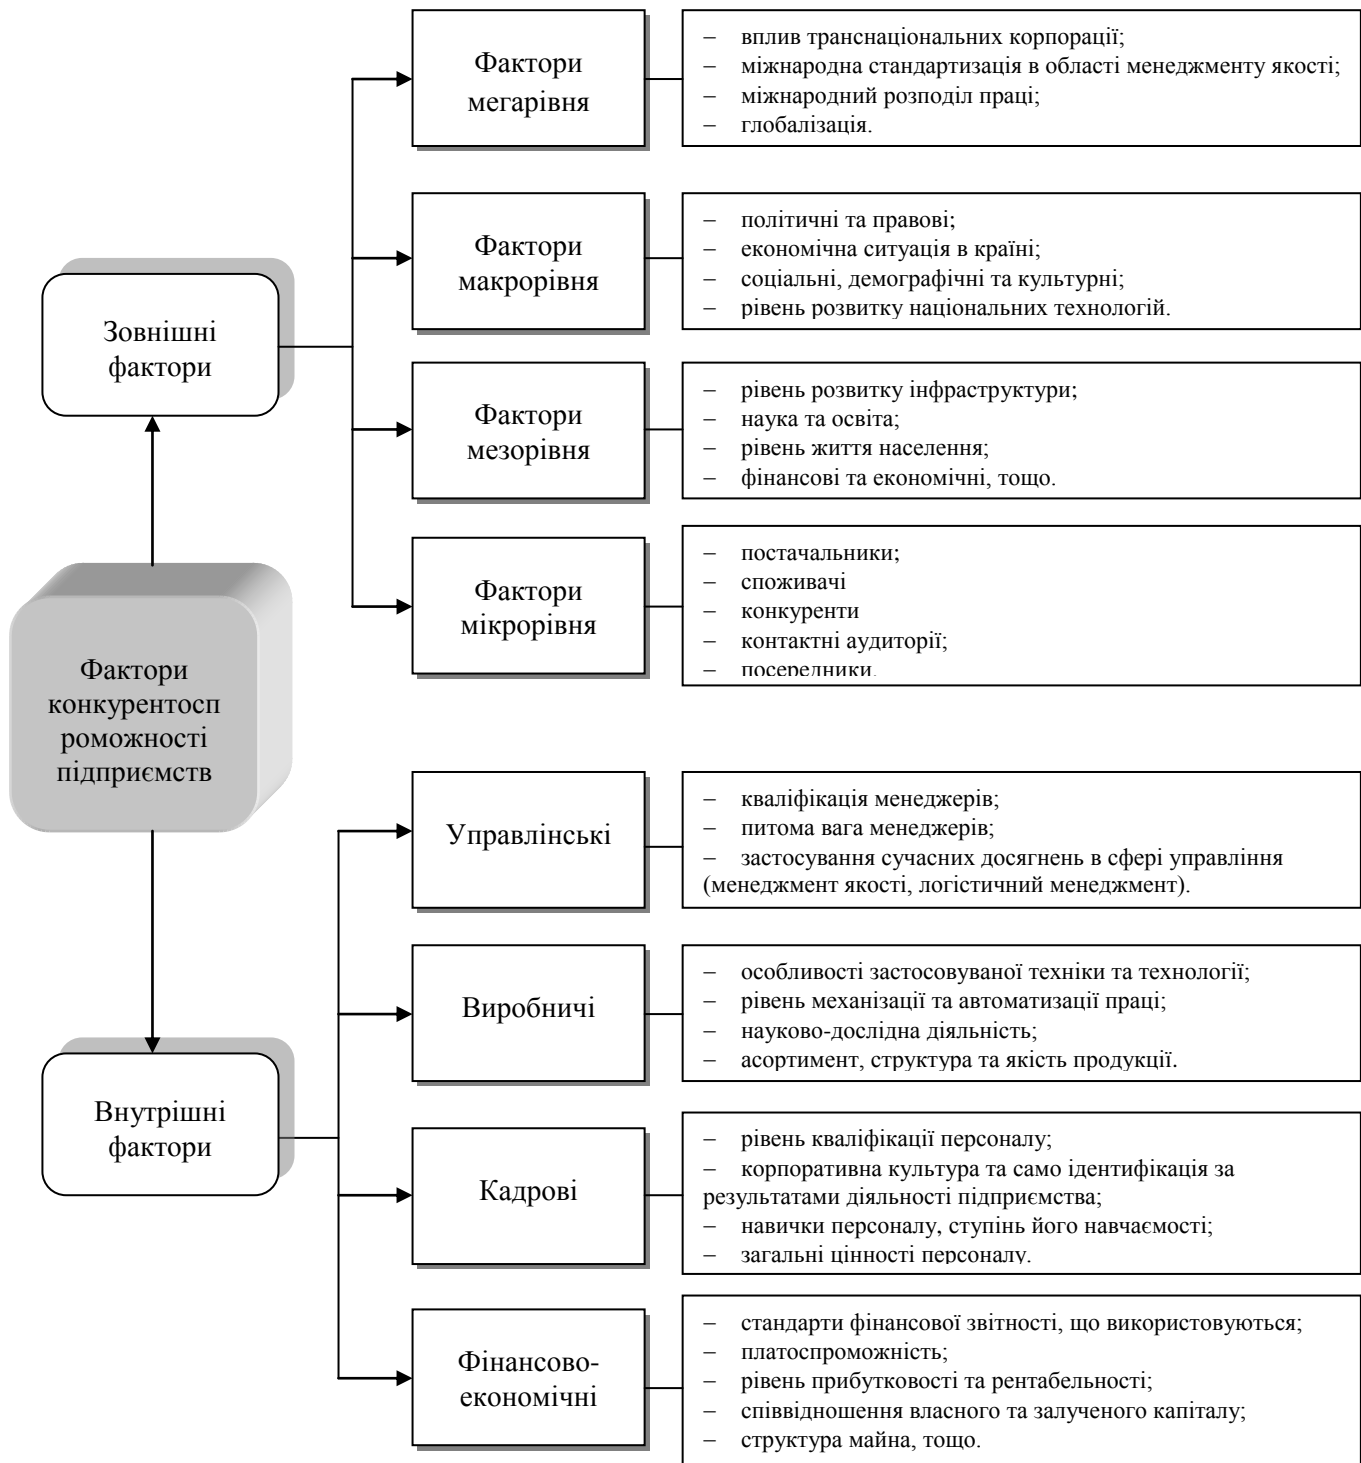 Фактори
мегарівня
– вплив транснаціональних корпорації;
– міжнародна стандартизація в області менеджменту якості;
– міжнародний розподіл праці;
– глобалізація.
Фактори
макрорівня
– політичні та правові;
– економічна ситуація в країні;
– соціальні, демографічні та культурні;
– рівень розвитку національних технологій.
Зовнішні
фактори
Фактори
мезорівня
– рівень розвитку інфраструктури;
– наука та освіта;
– рівень життя населення;
– фінансові та економічні, тощо.
Фактори
мікрорівня
– постачальники;
– споживачі
– конкуренти
– контактні аудиторії;
– посередники.
Фактори
конкурентосп
роможності
підприємств
Управлінські
– кваліфікація менеджерів;
– питома вага менеджерів;
– застосування сучасних досягнень в сфері управління
(менеджмент якості, логістичний менеджмент).
Виробничі
– особливості застосовуваної техніки та технології;
– рівень механізації та автоматизації праці;
– науково-дослідна діяльність;
– асортимент, структура та якість продукції.
Внутрішні
фактори
Кадрові
– рівень кваліфікації персоналу;
– корпоративна культура та само ідентифікація за
результатами діяльності підприємства;
– навички персоналу, ступінь його навчаємості;
– загальні цінності персоналу.
Фінансово-
економічні
– стандарти фінансової звітності, що використовуються;
– платоспроможність;
– рівень прибутковості та рентабельності;
– співвідношення власного та залученого капіталу;
– структура майна, тощо.